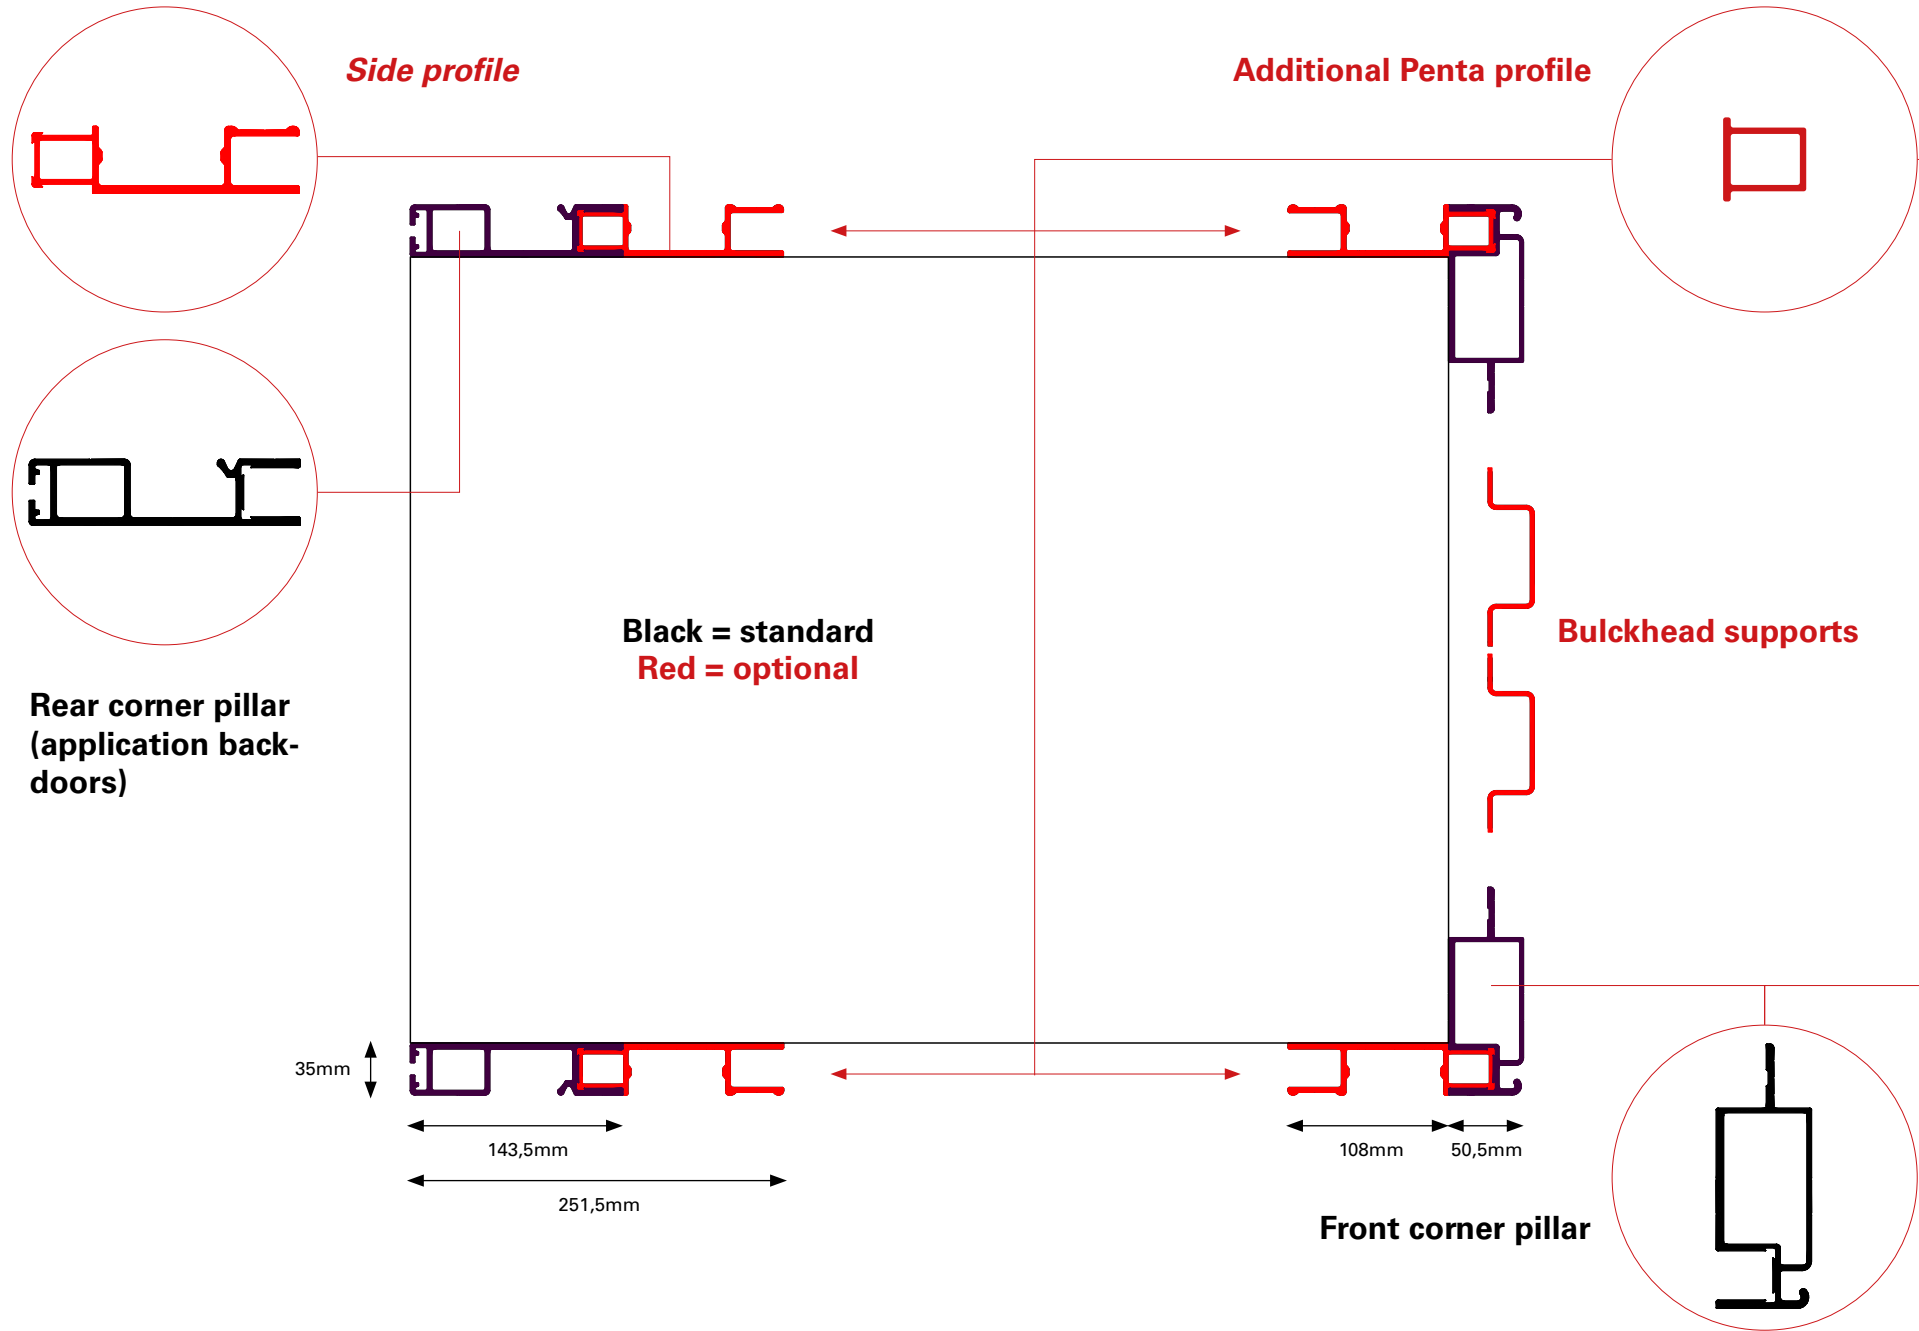 Side profile
Additional Penta profile
Black = standard
Red = optional
Bulckhead supports
Rear corner pillar
(application back-
doors)
35mm
143,5mm
108mm
50,5mm
251,5mm
Front corner pillar